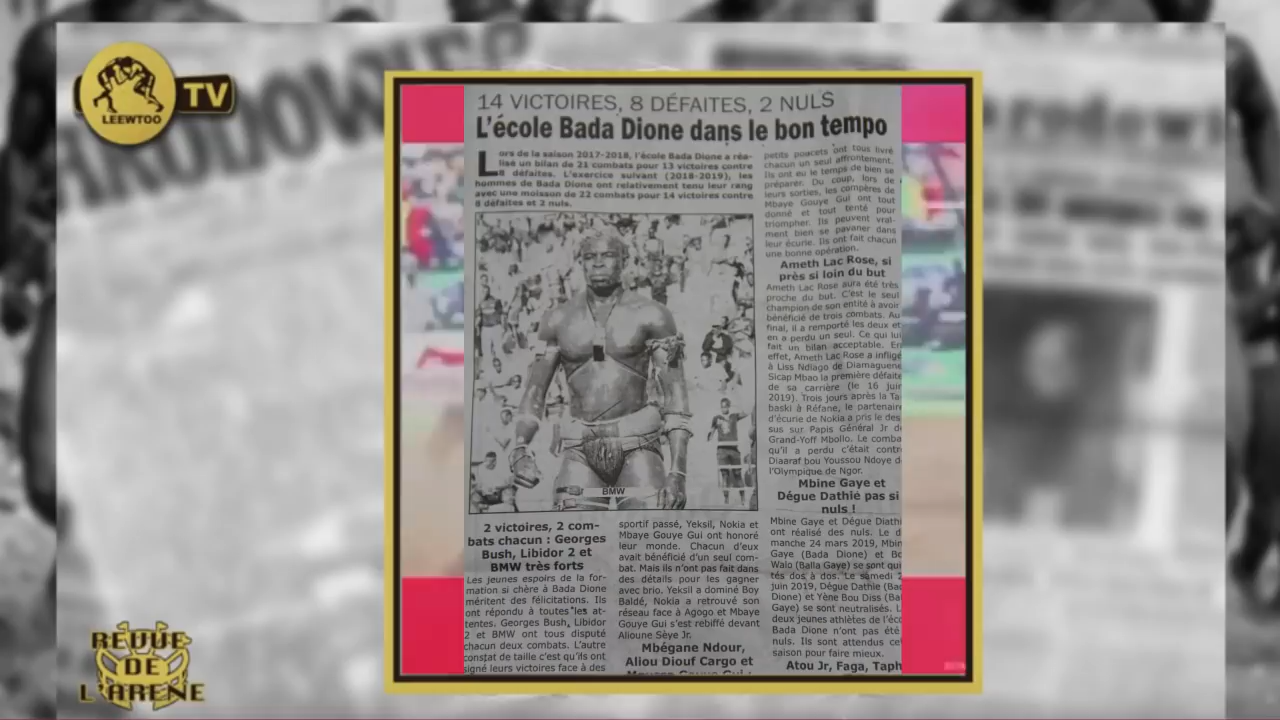 LEEWTOO
TV
14 VICTOIRES, 8 DÉFAITES, 2 NULS
L'école Bada Dione dans le bon tempo
Lors de la saison 2017-2018, l'école Bada Dione a réa-
lisé un bilan de 21 combats pour 13 victoires contre
8 défaites. L'exercice suivant (2018-2019), les
hommes de Bada Dione ont relativement tenu leur rang
avec une moisson de 22 combats pour 14 victoires contre
8 défaites et 2 nuls.
BMW
2 victoires, 2 com-
bats chacun : Georges
Bush, Libidor 2 et
BMW très forts
Les jeunes espoirs de la for-
mation si chère à Bada Dione
méritent des félicitations. Ils
ont répondu à toutes les at-
tentes. Georges Bush, Libidor
2 et BMW ont tous disputé
chacun deux combats. L'autre
constat de taille c'est qu'ils ont
signé leurs victoires face à des
sportif passé, Yeksil, Nokia et
Mbaye Gouye Gui ont honoré
leur monde. Chacun d'eux
avait bénéficié d'un seul com-
bat. Mais ils n'ont pas fait dans
des détails pour les gagner
avec brio. Yeksil a dominé Boy
Baldé, Nokia a retrouvé son
réseau face à Agogo et Mbaye
Gouye Gui s'est rebiffé devant
Alioune Sèye Jr.
Mbégane Ndour,
Aliou Diouf Cargo et
petits poucets ont tous livré
chacun un seul affrontement.
Ils ont eu le temps de bien se
préparer. Du coup, lors de
leurs sorties, les compères de
Mbaye Gouye Gui ont tout
donné et tout tenté pour
triompher. Ils peuvent vrai-
ment bien se pavaner dans
leur écurie. Ils ont fait chacun
une bonne opération.
Ameth Lac Rose, si
près si loin du but
Ameth Lac Rose aura été très
proche du but. C'est le seul
champion de son entité à avoir
bénéficié de trois combats. Au
final, il a remporté les deux et
en a perdu un seul. Ce qui lui
fait un bilan acceptable. En
effet, Ameth Lac Rose a infligé
à Liss Ndiago de Diamaguene
Sicap Mbao la première défaite
de sa carrière (le 16 juin
2019). Trois jours après la Ta-
baski à Réfane, le partenaire
d'écurie de Nokia a pris le des
sus sur Papis Général Jr de
Grand-Yoff Mbollo. Le comba
qu'il a perdu c'était contre
Diaaraf bou Youssou Ndoye d
l'Olympique de Ngor.
Mbine Gaye et
Dégue Dathié pas si
nuls !
Mbine Gaye et Dégue Diathi
ont réalisé des nuls. Le d
manche 24 mars 2019, Mbin
Gaye (Bada Dione) et Bo
Walo (Balla Gaye) se sont qui
tés dos à dos. Le samedi 2
juin 2019, Dégue Dathié (Ba
Dione) et Yène Bou Diss (Bal
Gaye) se sont neutralisés. L
deux jeunes athlètes de l'éco
Bada Dione n'ont pas été
nuls. Ils sont attendus cet
saison pour faire mieux.
Atou Jr, Faga, Taph
REVUE
DE
L'ARENE